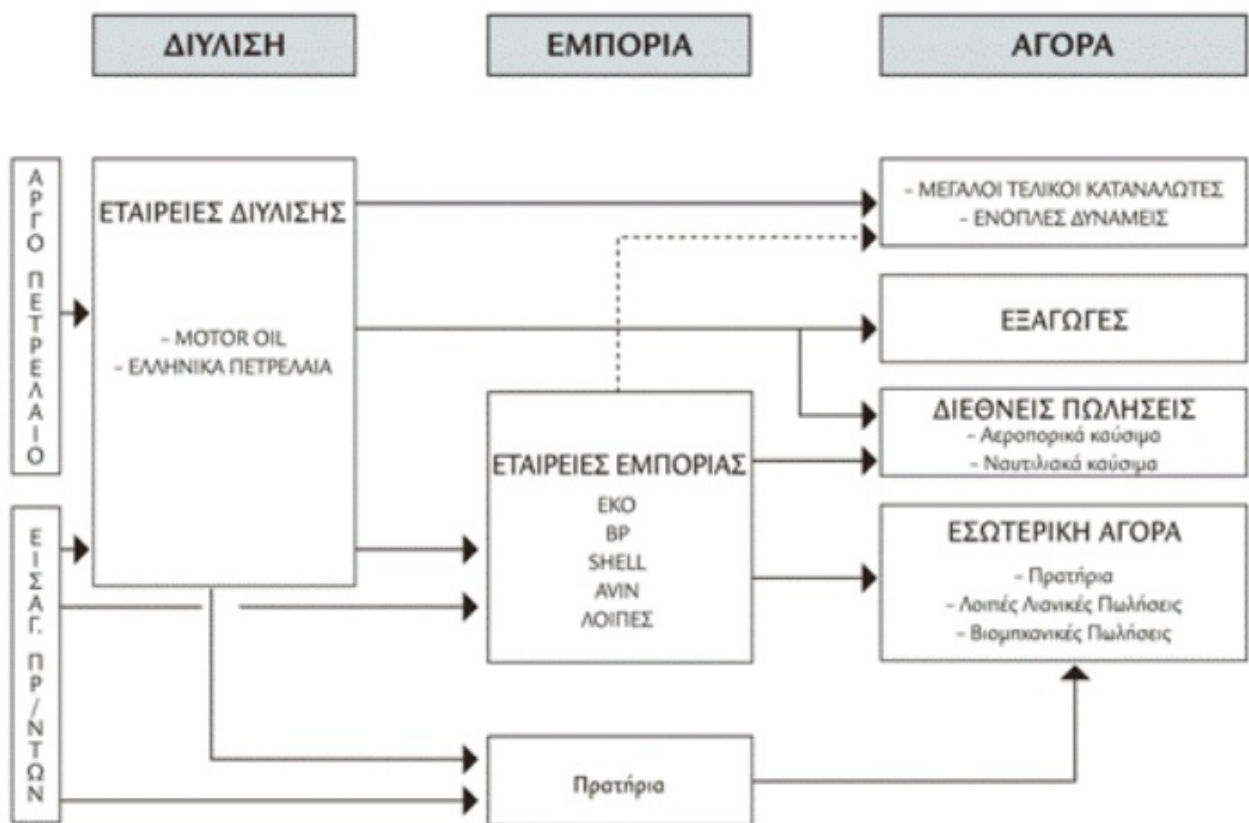 ΔΙΥΛΙΣΗ
ΕΜΠΟΡΙΑ
ΑΓΟΡΑ
ΑΡΓΟ ΠΕΤΡΕΛΑΙΟ
ΕΤΑΙΡΕΙΕΣ ΔΙΥΛΙΣΗΣ
– MOTOR OIL
– ΕΛΛΗΝΙΚΑ ΠΕΤΡΕΛΑΙΑ
– ΜΕΓΑΛΟΙ ΤΕΛΙΚΟΙ ΚΑΤΑΝΑΛΩΤΕΣ
– ΕΝΟΠΛΕΣ ΔΥΝΑΜΕΙΣ
ΕΞΑΓΩΓΕΣ
ΔΙΕΘΝΕΙΣ ΠΩΛΗΣΕΙΣ
– Αεροπορικά καύσιμα
– Ναυτιλιακά καύσιμα
ΕΙΣΑΓ. ΠΡ/ΝΤΩΝ
ΕΤΑΙΡΕΙΕΣ ΕΜΠΟΡΙΑΣ
ΕΚΟ
BP
SHELL
AVIN
ΛΟΙΠΕΣ
ΕΣΩΤΕΡΙΚΗ ΑΓΟΡΑ
– Πρατήρια
– Λοιπές Λιανικές Πωλήσεις
– Βιομηχανικές Πωλήσεις
Πρατήρια